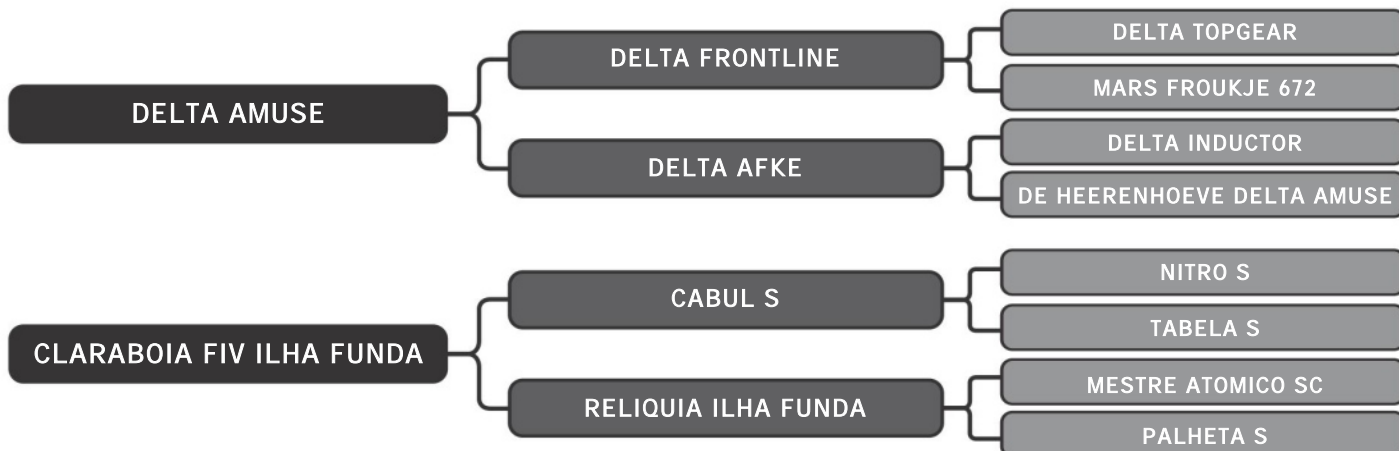 DELTA TOPGEAR
DELTA FRONTLINE
MARS FROUKJE 672
DELTA AMUSE
DELTA INDUCTOR
DELTA AFKE
DE HEERENHOEVE DELTA AMUSE
NITRO S
CABUL S
TABELA S
CLARABOIA FIV ILHA FUNDA
MESTRE ATOMICO SC
RELIQUIA ILHA FUNDA
PALHETA S